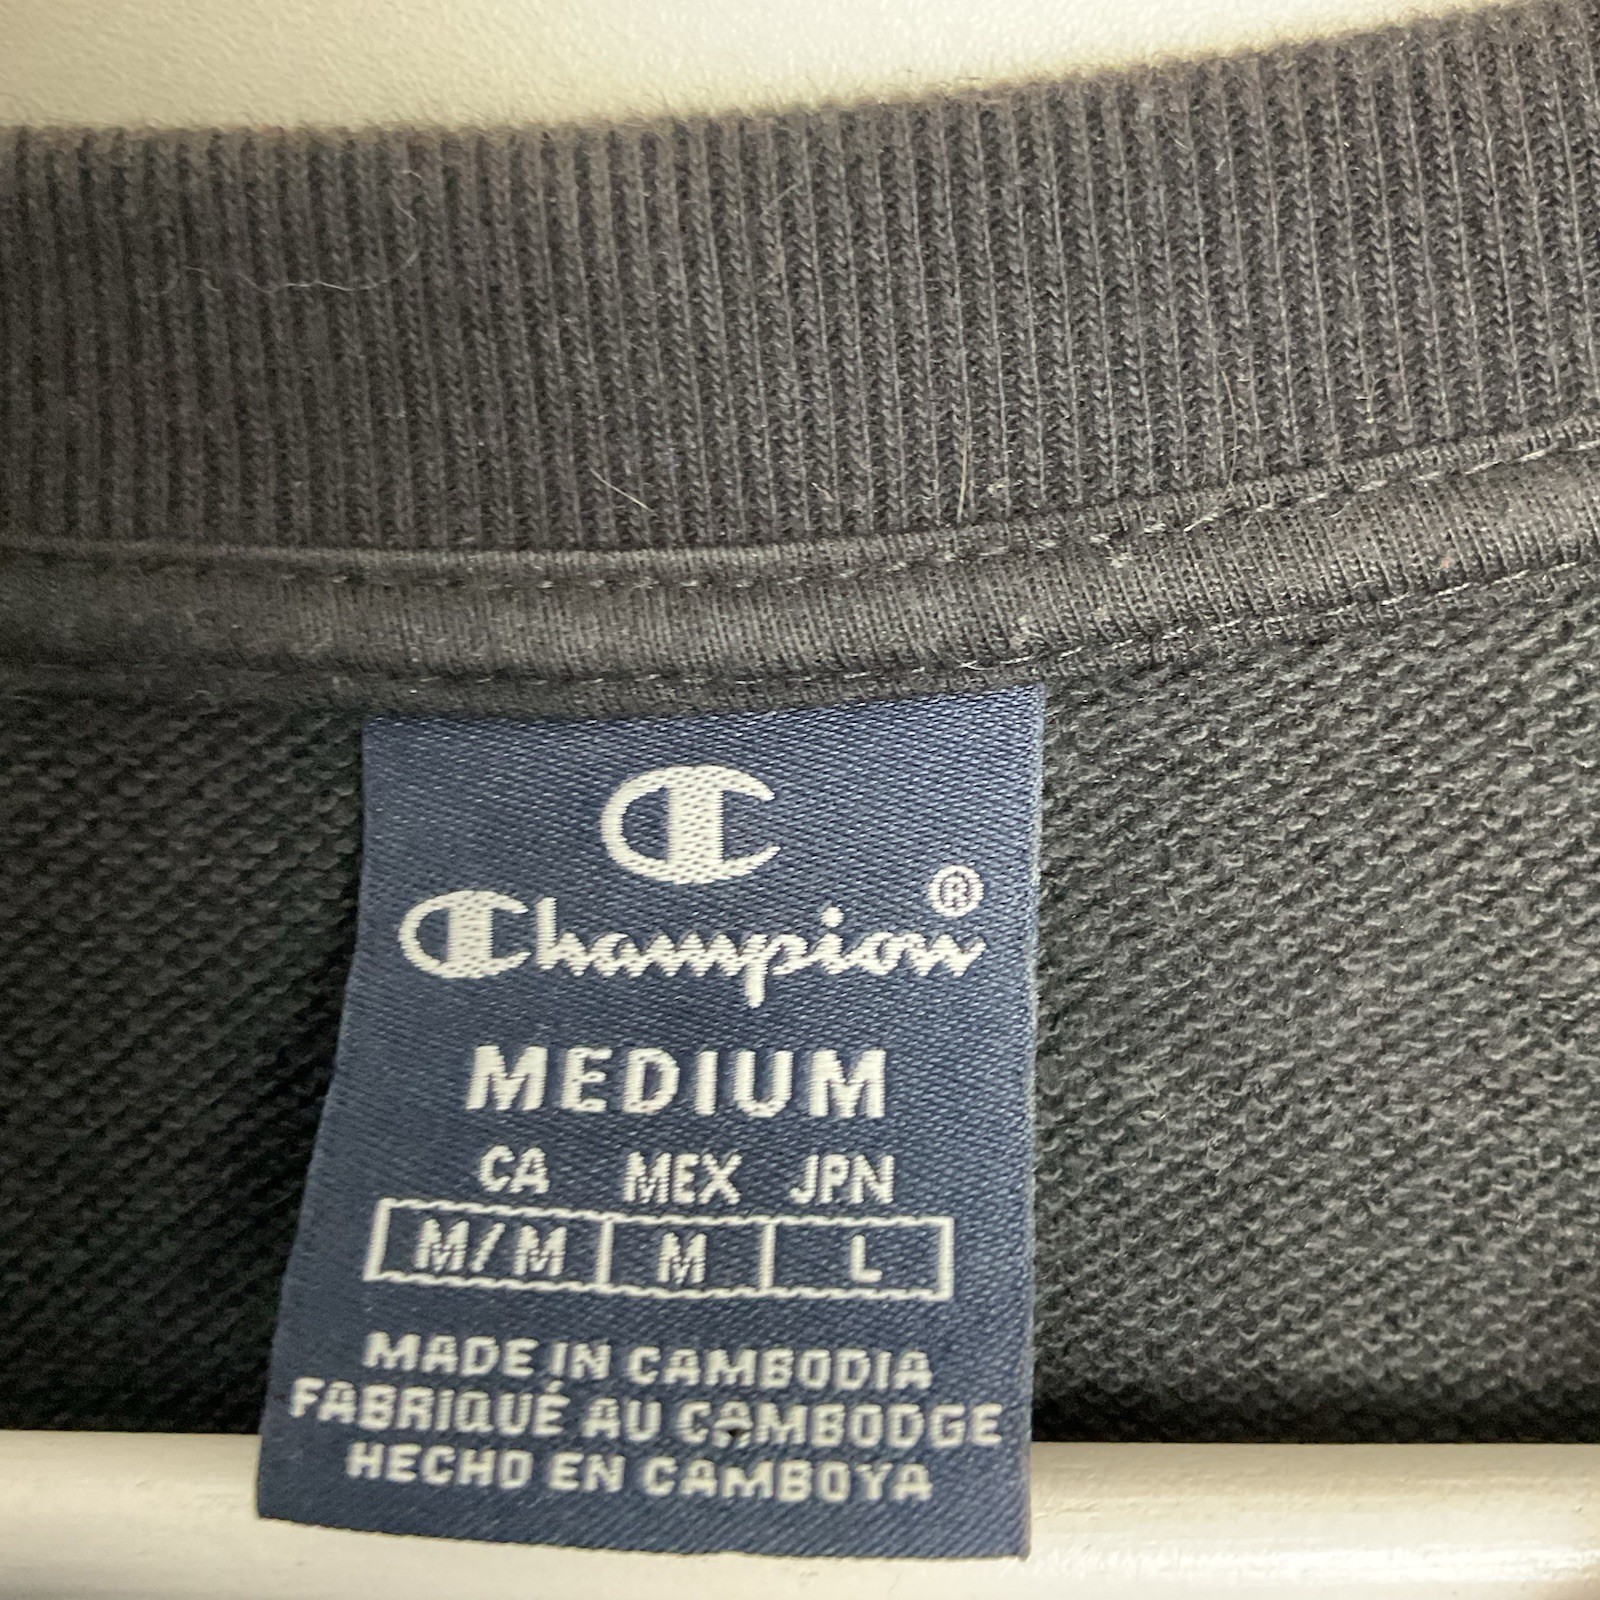 C
Champion®
MEDIUM
CA MEX JPN
M/M M L
MADE IN CAMBODIA
FABRIQUÉ AU CAMBODGE
HECHO EN CAMBOYA